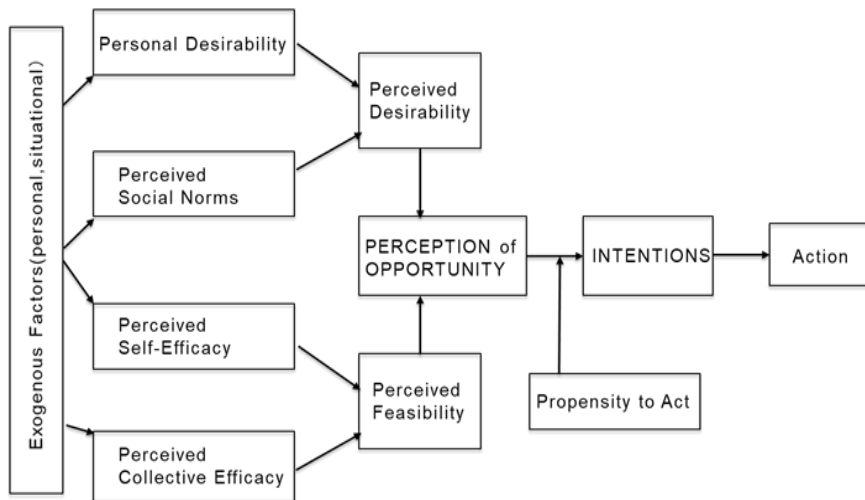 Exogenous Factors(personal,situational)
Personal Desirability
Perceived
Social Norms
Perceived
Self-Efficacy
Perceived
Collective Efficacy
Perceived
Desirability
PERCEPTION of
OPPORTUNITY
Perceived
Feasibility
INTENTIONS
Propensity to Act
Action